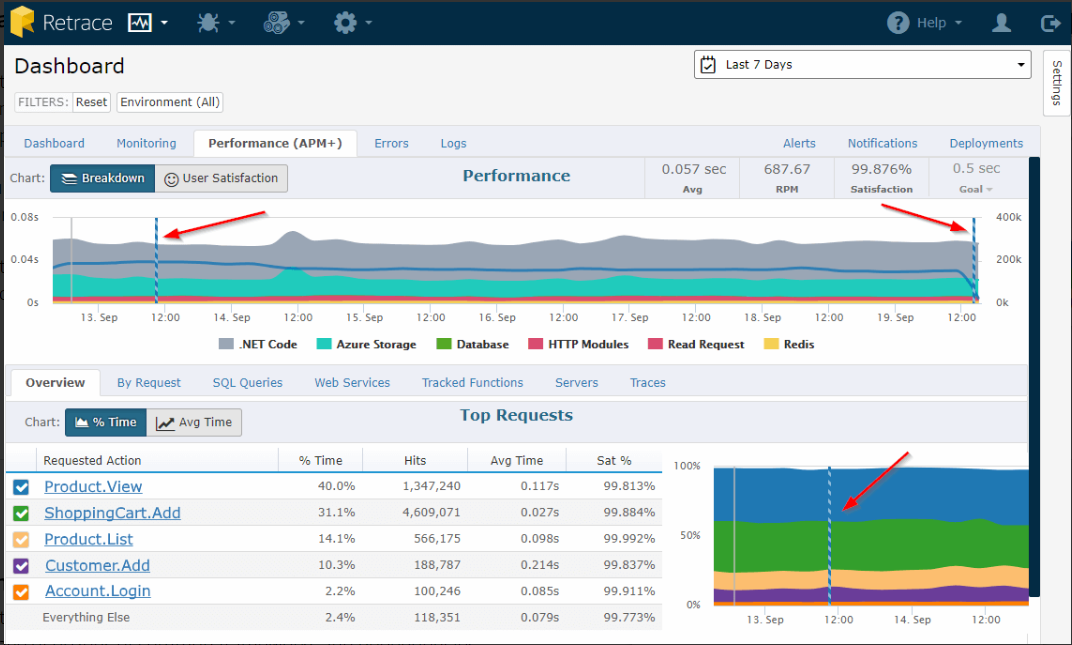 Retrace Help
Dashboard
Last 7 Days
Settings
FILTERS: Reset Environment (All)
Dashboard Monitoring Performance (APM+) Errors Logs Alerts Notifications Deployments
Chart: Breakdown User Satisfaction
Performance
0.057 sec 687.67 99.876% 0.5 sec
Avg RPM Satisfaction Goal
0.08s 400k
0.04s 200k
0s 0k
13. Sep 12:00 14. Sep 12:00 15. Sep 12:00 16. Sep 12:00 17. Sep 12:00 18. Sep 12:00 19. Sep 12:00
.NET Code Azure Storage Database HTTP Modules Read Request Redis
Overview By Request SQL Queries Web Services Tracked Functions Servers Traces
Chart: % Time Avg Time
Top Requests
Requested Action % Time Hits Avg Time Sat %
Product.View 40.0% 1,347,240 0.117s 99.813%
ShoppingCart.Add 31.1% 4,609,071 0.027s 99.884%
Product.List 14.1% 566,175 0.098s 99.992%
Customer.Add 10.3% 188,787 0.214s 99.837%
Account.Login 2.2% 100,246 0.085s 99.911%
Everything Else 2.4% 118,351 0.079s 99.773%
100%
50%
0%
13. Sep 12:00 14. Sep 12:00